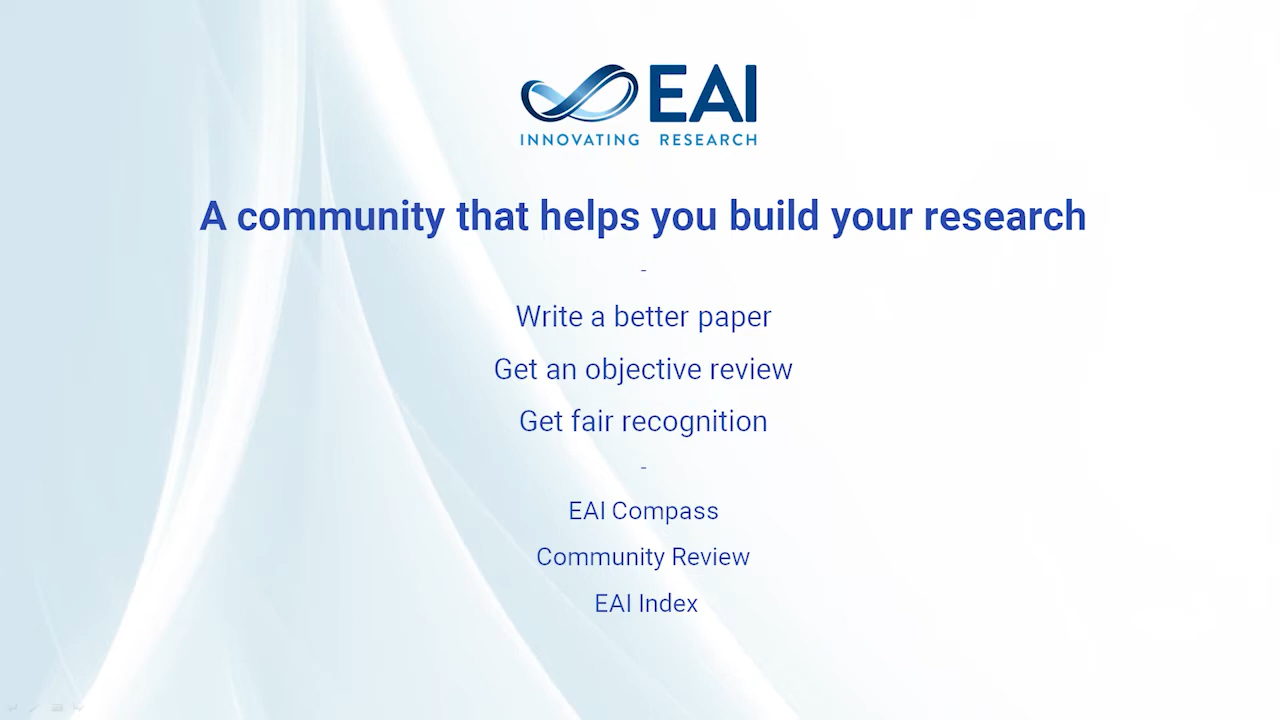 EAI
INNOVATING RESEARCH
A community that helps you build your research
-
Write a better paper
Get an objective review
Get fair recognition
-
EAI Compass
Community Review
EAI Index